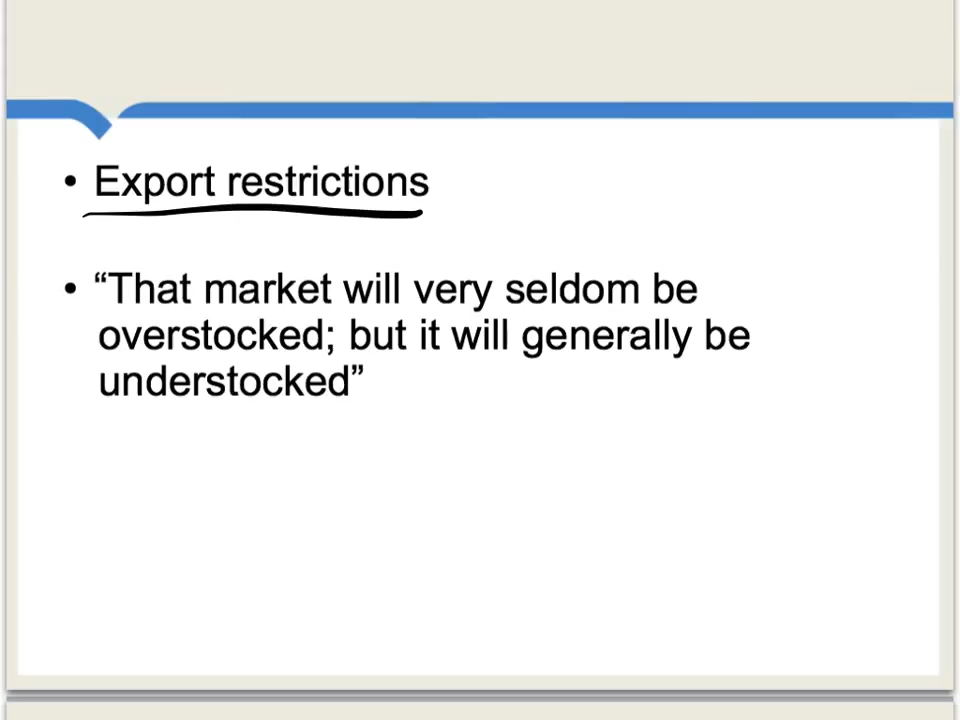 • Export restrictions
• “That market will very seldom be
overstocked; but it will generally be
understocked”